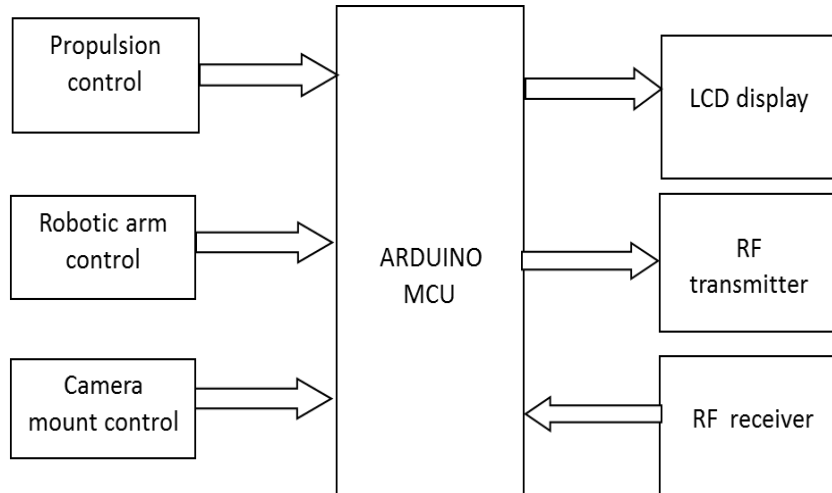 Propulsion
control
Robotic arm
control
Camera
mount control
ARDUINO
MCU
LCD display
RF
transmitter
RF receiver